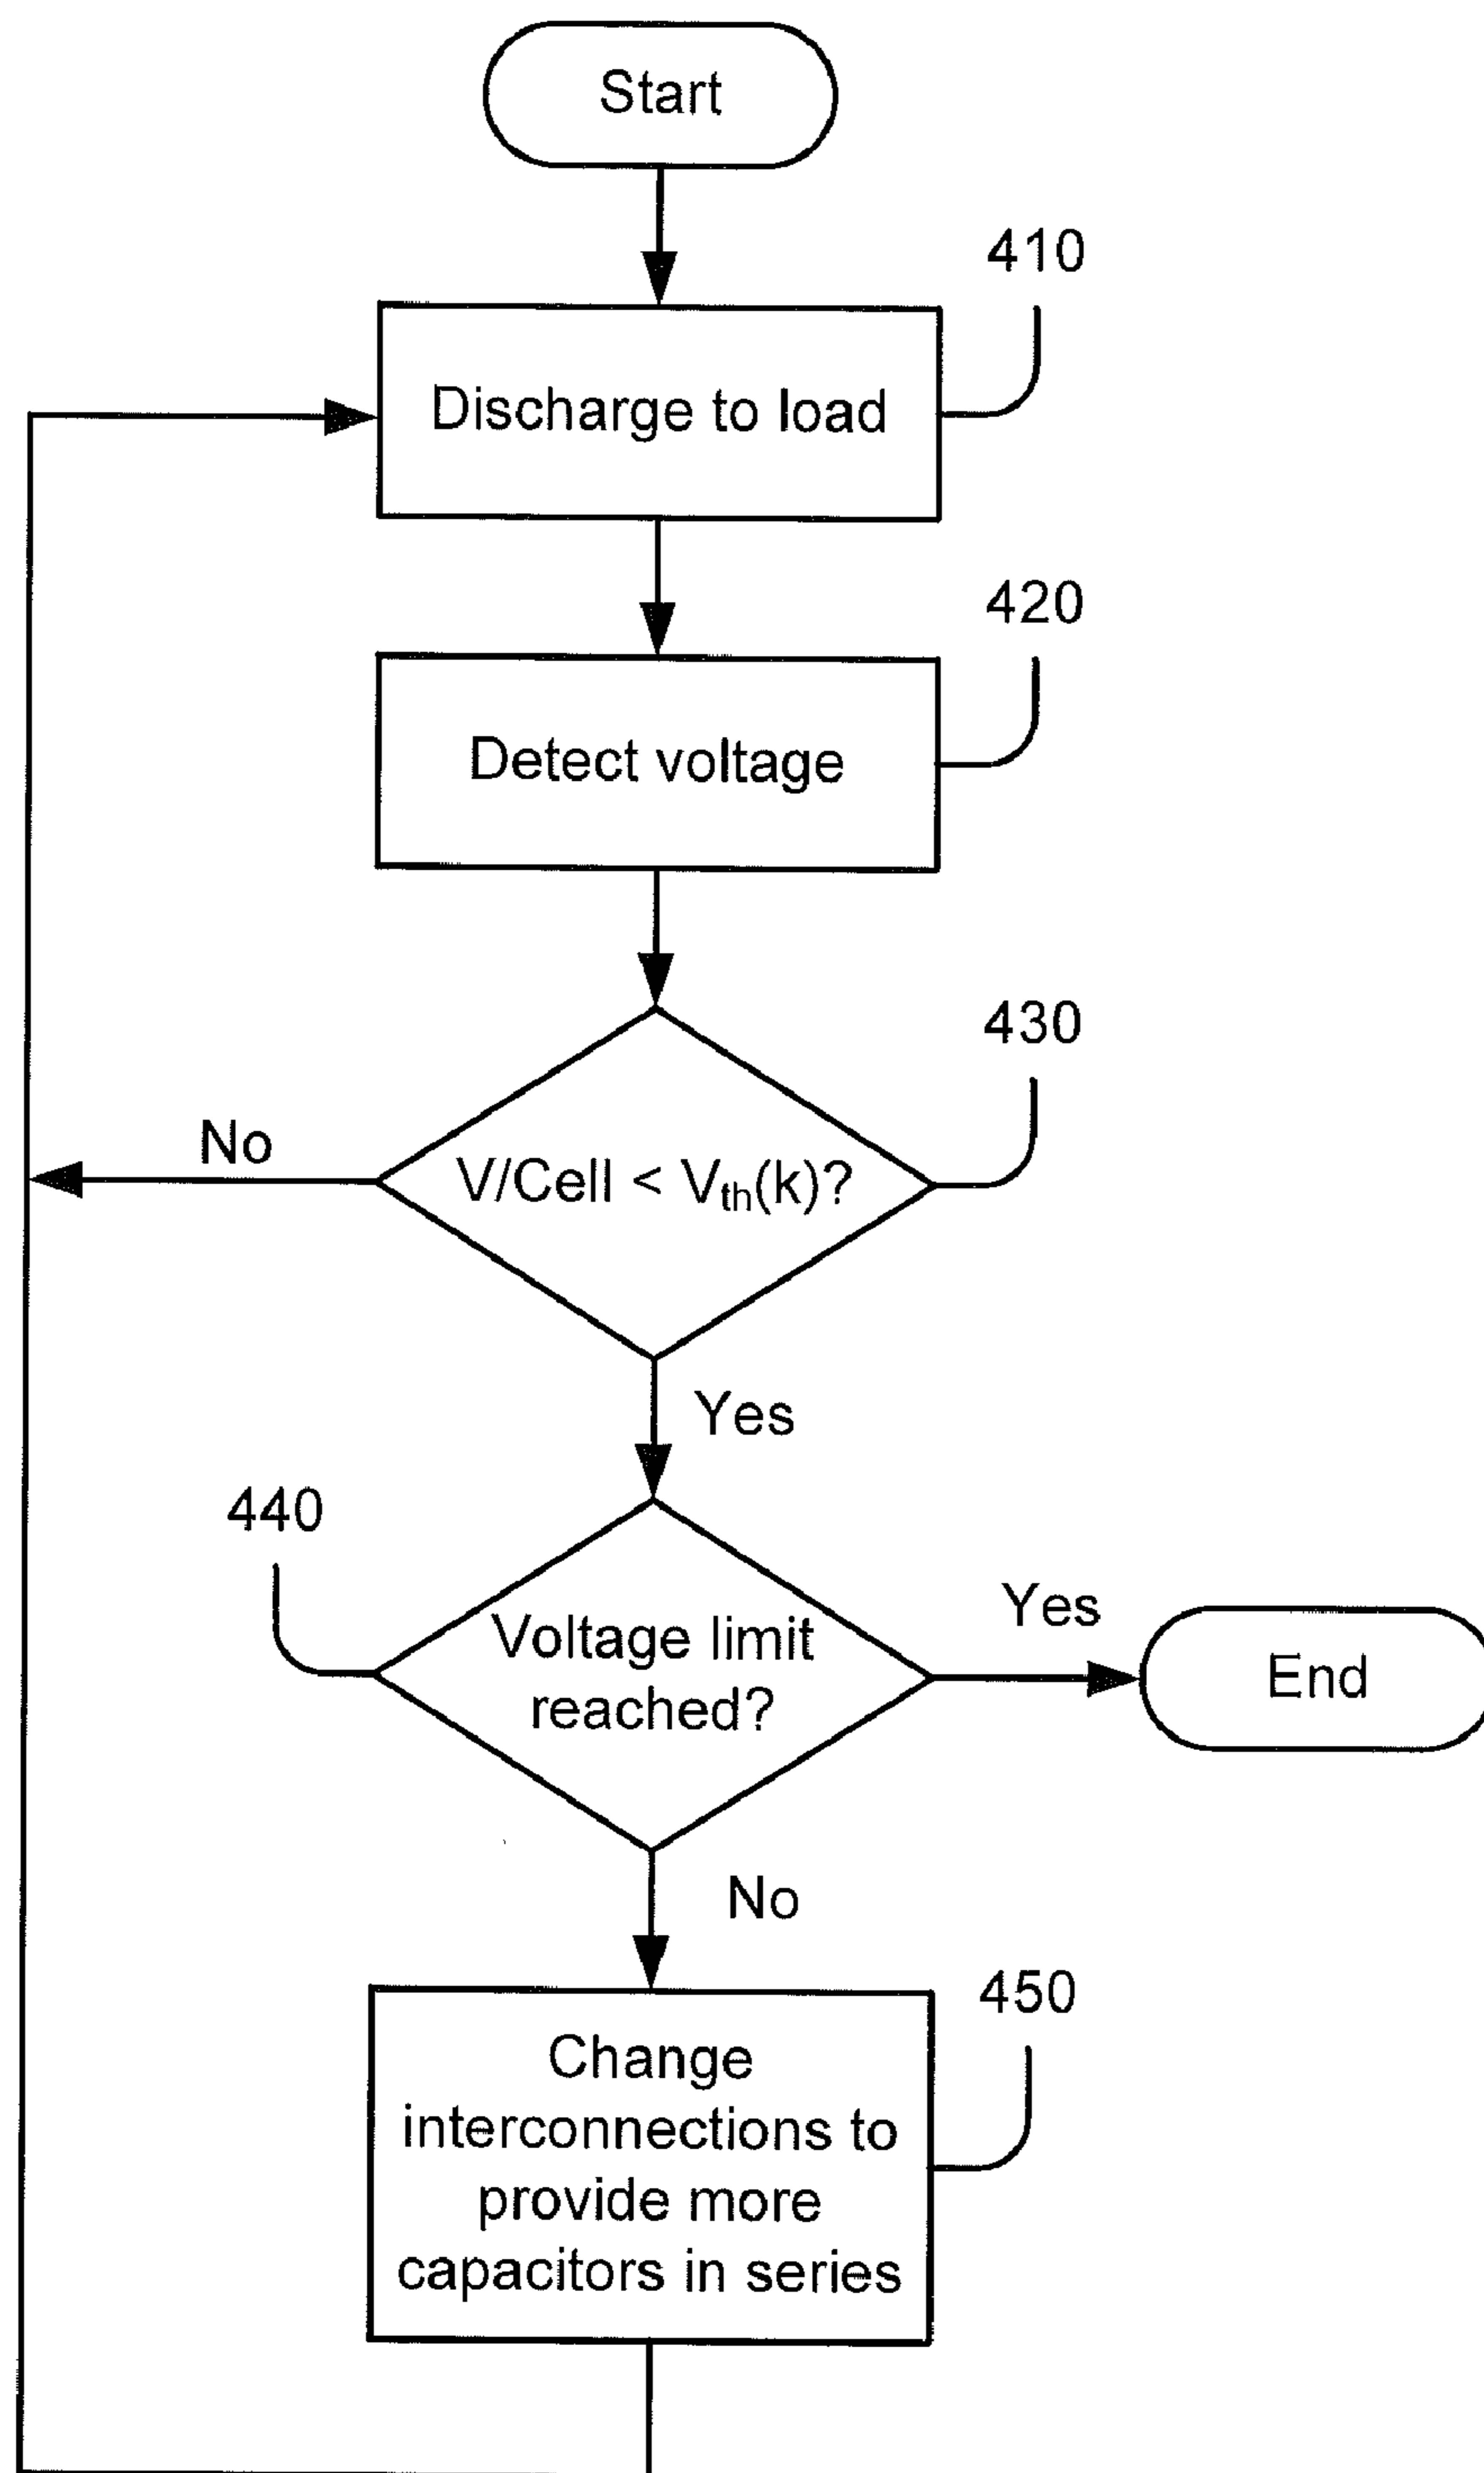 Start
410
Discharge to load
420
Detect voltage
430
No
V/Cell < Vth(k)?
Yes
440
Voltage limit
reached?
Yes
End
No
450
Change
interconnections to
provide more
capacitors in series